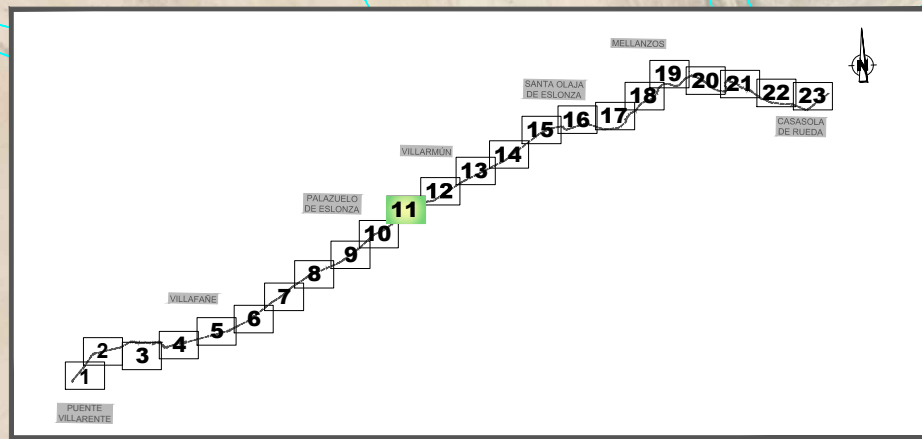 MELLANZOS
N
19
20
21
22
23
SANTA OLAJA
DE ESLONZA
18
17
16
15
CASASOLA
DE RUEDA
VILLARMÚN
14
13
12
PALAZUELO
DE ESLONZA
11
10
9
8
7
VILLAFAÑE
6
5
4
3
2
1
PUENTE
VILLARENTE